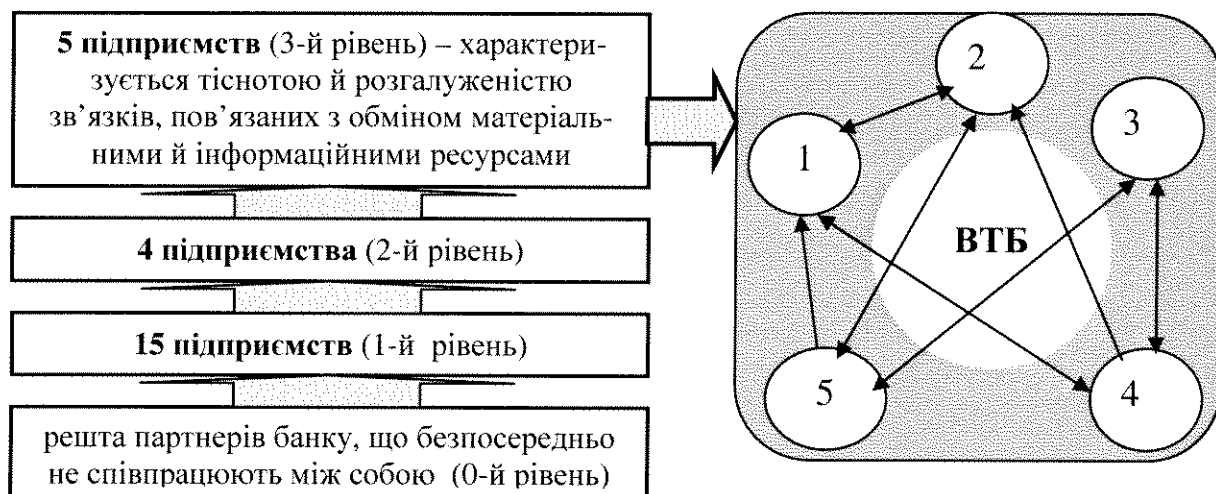 5 підприємств (3-й рівень) – характери-
зується тіснотою й розгалуженістю
зв'язків, пов'язаних з обміном матеріаль-
ними й інформаційними ресурсами
4 підприємства (2-й рівень)
15 підприємств (1-й рівень)
решта партнерів банку, що безпосередньо
не співпрацюють між собою (0-й рівень)
2
3
1
ВТБ
5
4